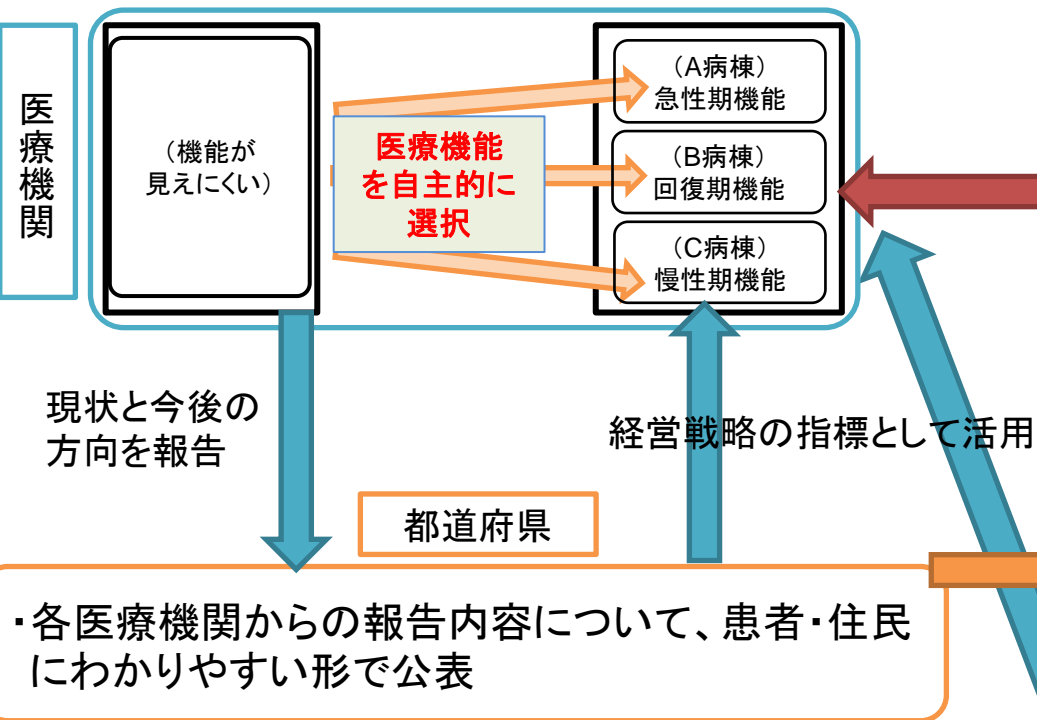 医療機関
(機能が
見えにくい)
医療機能
を自主的に
選択
(A病棟)
急性期機能
(B病棟)
回復期機能
(C病棟)
慢性期機能
現状と今後の
方向を報告
経営戦略の指標として活用
都道府県
・各医療機関からの報告内容について、患者・住民
にわかりやすい形で公表